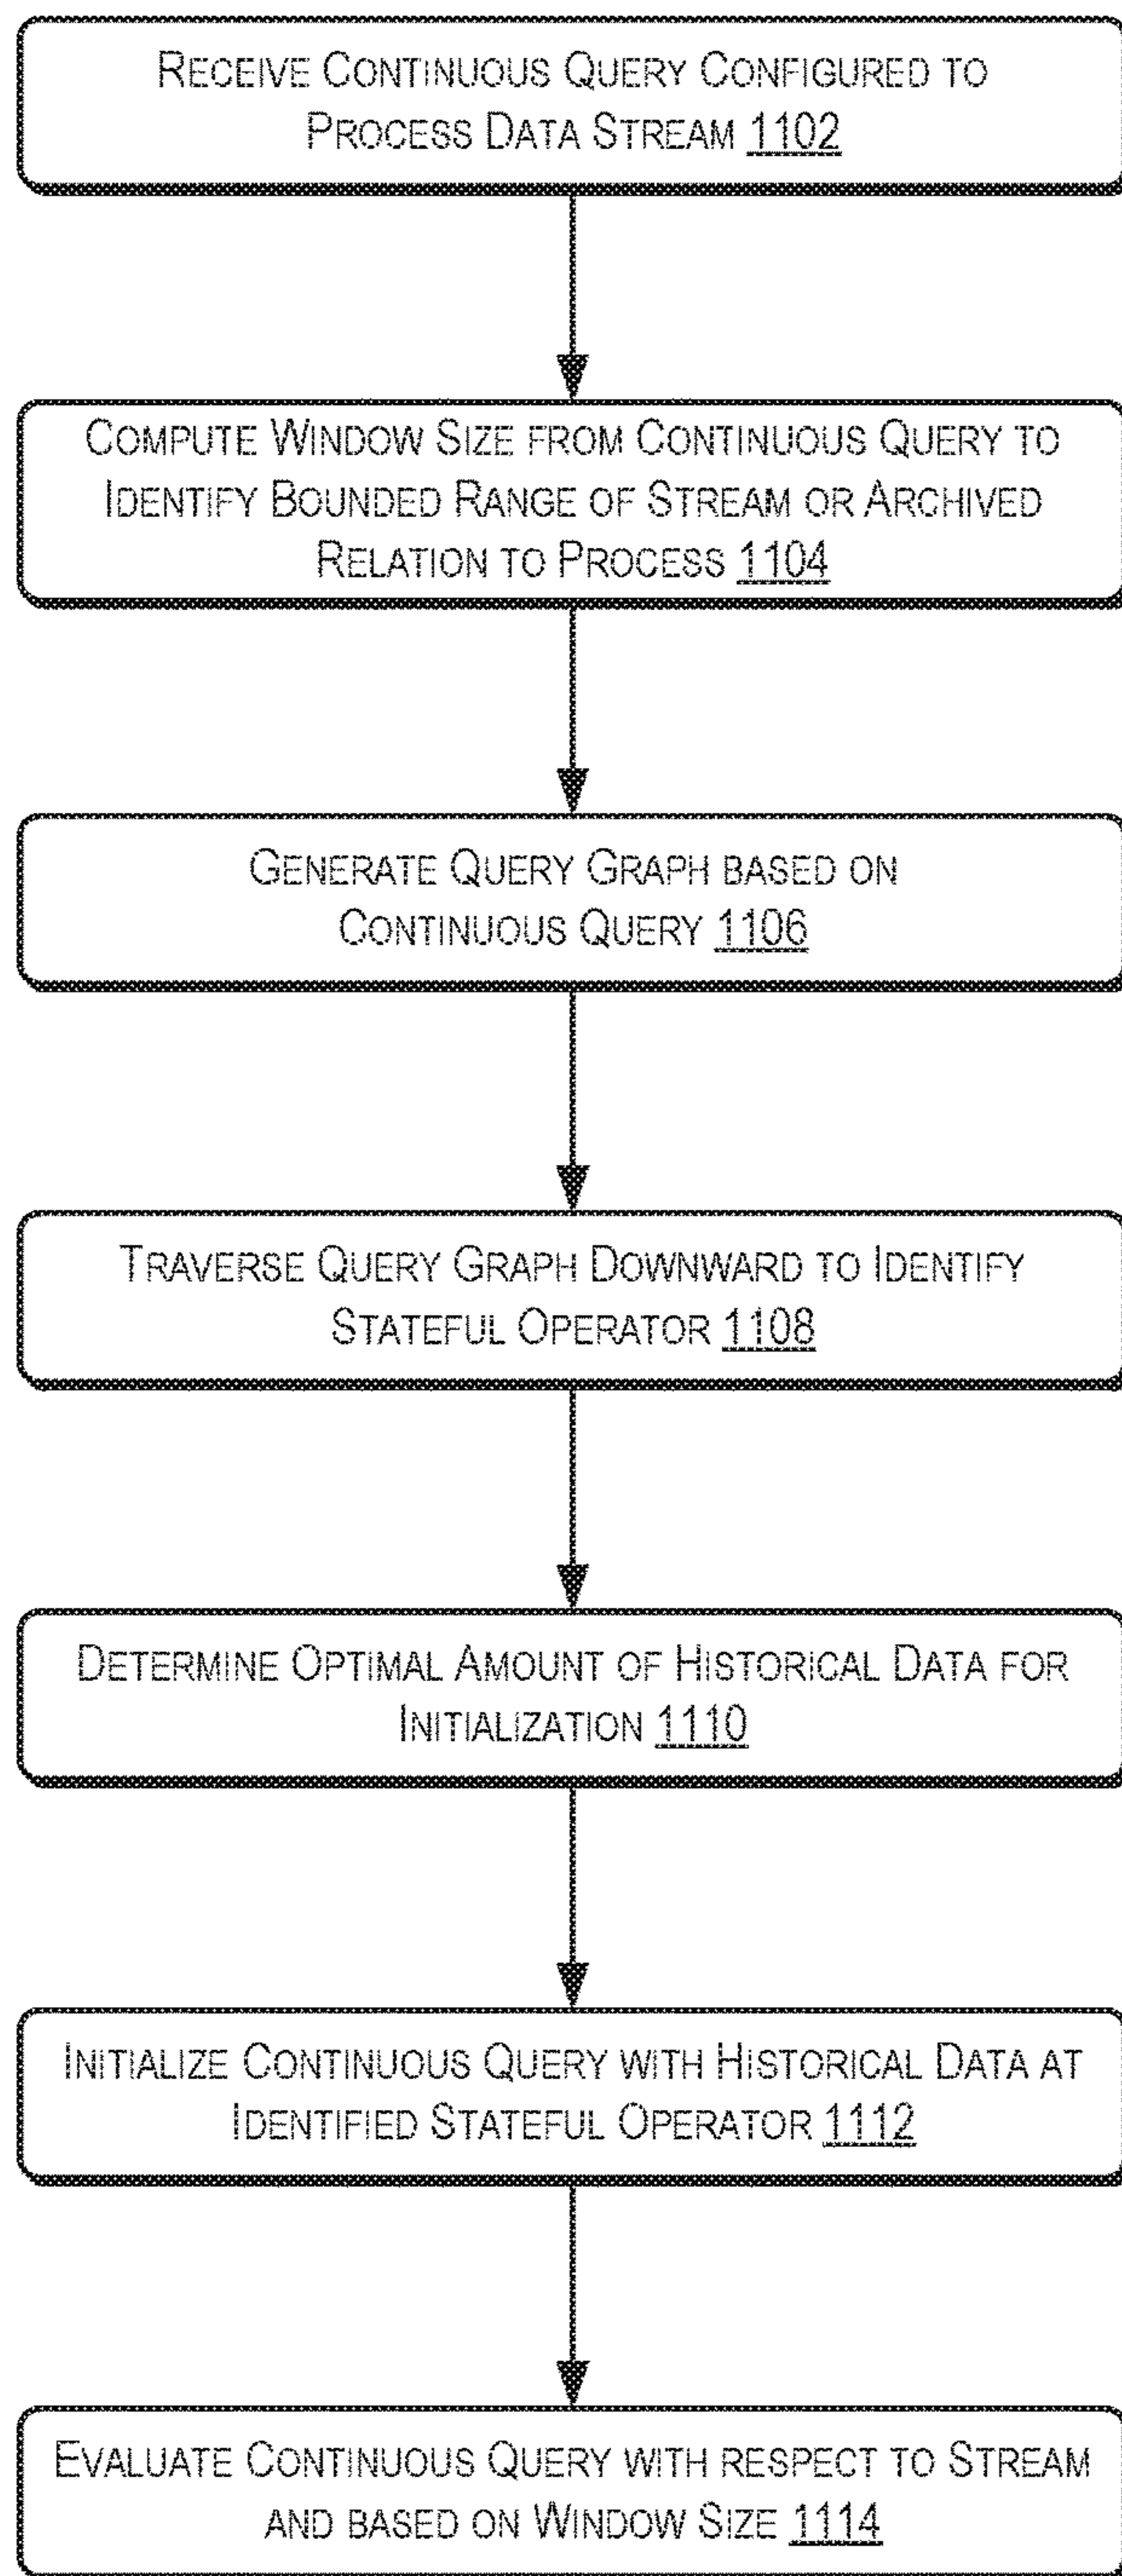 RECEIVE CONTINUOUS QUERY CONFIGURED TO
PROCESS DATA STREAM 1102
COMPUTE WINDOW SIZE FROM CONTINUOUS QUERY TO
IDENTIFY BOUNDED RANGE OF STREAM OR ARCHIVED
RELATION TO PROCESS 1104
GENERATE QUERY GRAPH BASED ON
CONTINUOUS QUERY 1106
TRAVERSE QUERY GRAPH DOWNWARD TO IDENTIFY
STATEFUL OPERATOR 1108
DETERMINE OPTIMAL AMOUNT OF HISTORICAL DATA FOR
INITIALIZATION 1110
INITIALIZE CONTINUOUS QUERY WITH HISTORICAL DATA AT
IDENTIFIED STATEFUL OPERATOR 1112
EVALUATE CONTINUOUS QUERY WITH RESPECT TO STREAM
AND BASED ON WINDOW SIZE 1114